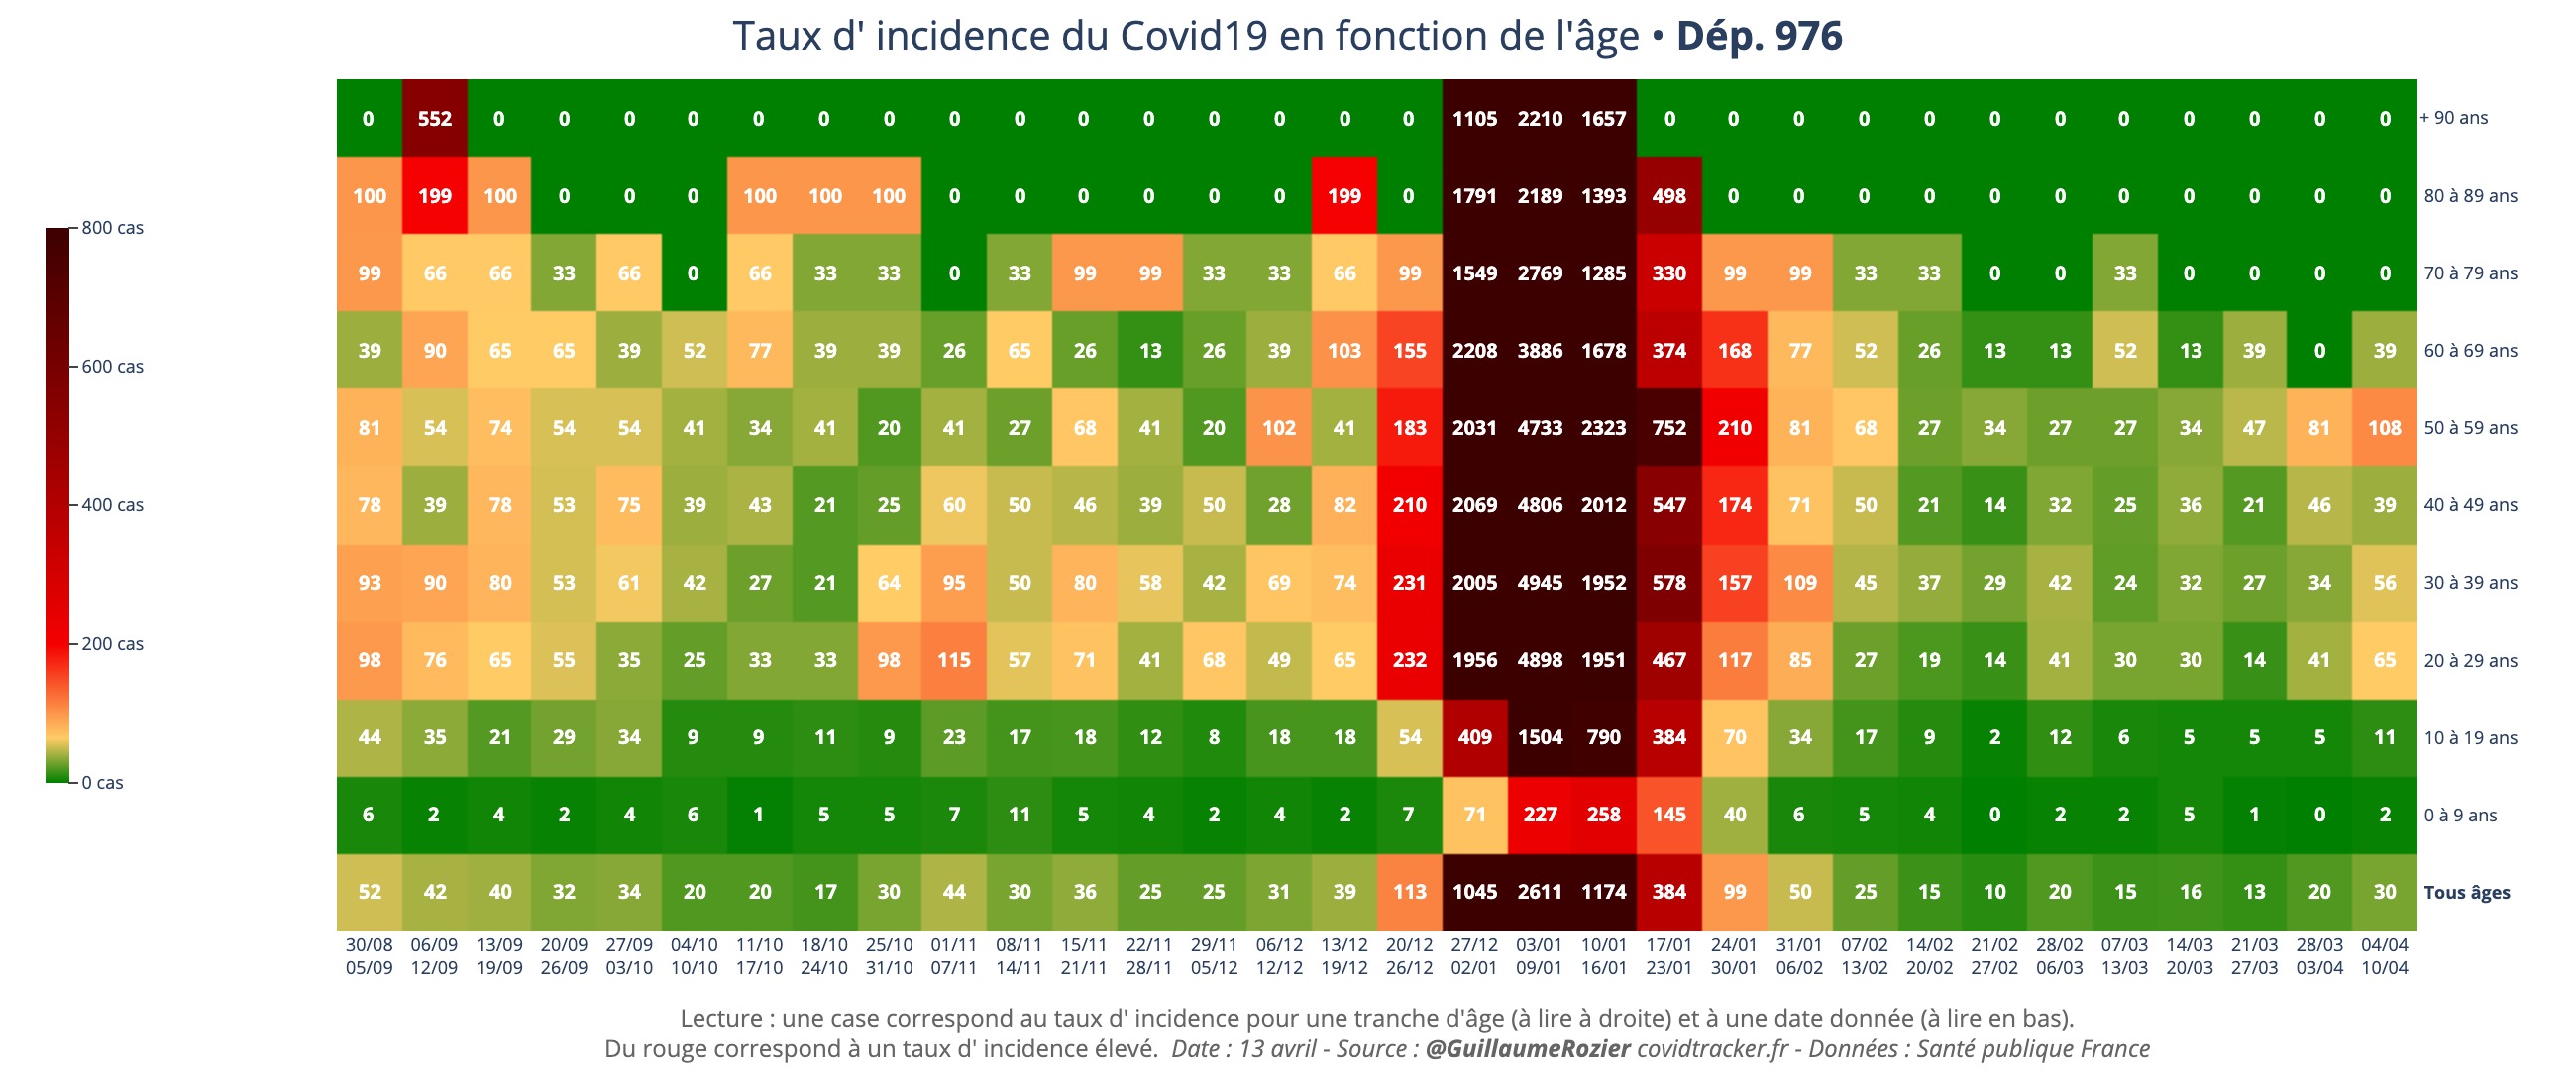 Taux d' incidence du Covid19 en fonction de l'âge • Dép. 976
800 cas
600 cas
400 cas
200 cas
0 cas
0 552 0 0 0 0 0 0 0 0 0 0 0 0 0 0 0 1105 2210 1657 0 0 0 0 0 0 0 0 0 0 0 0 + 90 ans
100 199 100 0 0 0 100 100 100 0 0 0 0 0 0 199 0 1791 2189 1393 498 0 0 0 0 0 0 0 0 0 0 0 80 à 89 ans
99 66 66 33 66 0 66 33 33 0 33 99 99 33 33 66 99 1549 2769 1285 330 99 99 33 33 0 0 33 0 0 0 0 70 à 79 ans
39 90 65 65 39 52 77 39 39 26 65 26 13 26 39 103 155 2208 3886 1678 374 168 77 52 26 13 13 52 13 39 0 39 60 à 69 ans
81 54 74 54 54 41 34 41 20 41 27 68 41 20 102 41 183 2031 4733 2323 752 210 81 68 27 34 27 27 34 47 81 108 50 à 59 ans
78 39 78 53 75 39 43 21 25 60 50 46 39 50 28 82 210 2069 4806 2012 547 174 71 50 21 14 32 25 36 21 46 39 40 à 49 ans
93 90 80 53 61 42 27 21 64 95 50 80 58 42 69 74 231 2005 4945 1952 578 157 109 45 37 29 42 24 32 27 34 56 30 à 39 ans
98 76 65 55 35 25 33 33 98 115 57 71 41 68 49 65 232 1956 4898 1951 467 117 85 27 19 14 41 30 30 14 41 65 20 à 29 ans
44 35 21 29 34 9 9 11 9 23 17 18 12 8 18 18 54 409 1504 790 384 70 34 17 9 2 12 6 5 5 5 11 10 à 19 ans
6 2 4 2 4 6 1 5 5 7 11 5 4 2 4 2 7 71 227 258 145 40 6 5 4 0 2 2 5 1 0 2 0 à 9 ans
52 42 40 32 34 20 20 17 30 44 30 36 25 25 31 39 113 1045 2611 1174 384 99 50 25 15 10 20 15 16 13 20 30 Tous âges
30/08 06/09 13/09 20/09 27/09 04/10 11/10 18/10 25/10 01/11 08/11 15/11 22/11 29/11 06/12 13/12 20/12 27/12 03/01 10/01 17/01 24/01 31/01 07/02 14/02 21/02 28/02 07/03 14/03 21/03 28/03 04/04
05/09 12/09 19/09 26/09 03/10 10/10 17/10 24/10 31/10 07/11 14/11 21/11 28/11 05/12 12/12 19/12 26/12 02/01 09/01 16/01 23/01 30/01 06/02 13/02 20/02 27/02 06/03 13/03 20/03 27/03 03/04 10/04
Lecture : une case correspond au taux d' incidence pour une tranche d'âge (à lire à droite) et à une date donnée (à lire en bas).
Du rouge correspond à un taux d' incidence élevé. Date : 13 avril - Source : @GuillaumeRozier covidtracker.fr - Données : Santé publique France